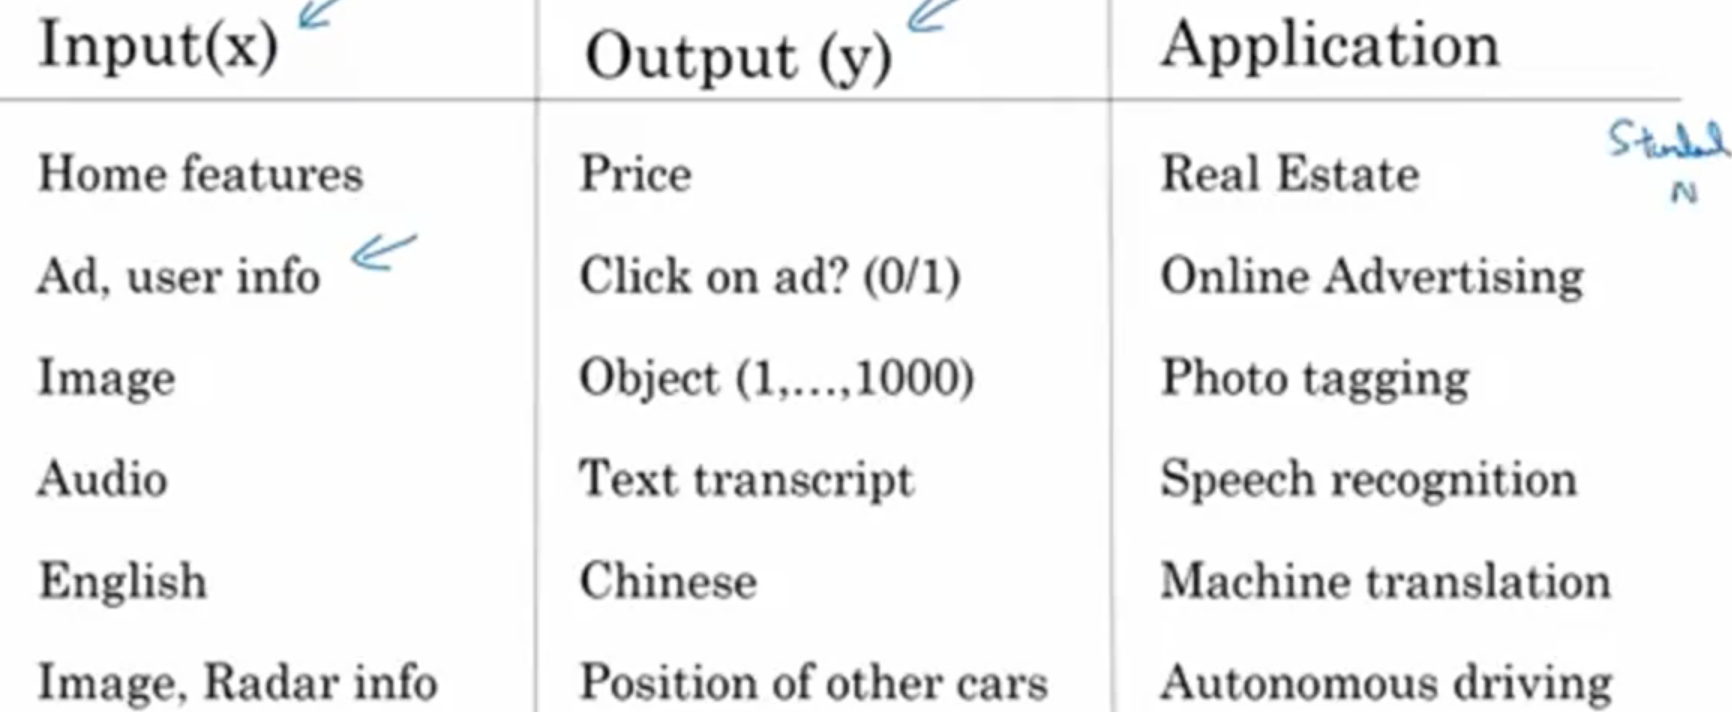 Input(x) Output (y) Application
Home features Price Real Estate
N
Ad, user info Click on ad? (0/1) Online Advertising
Image Object (1,...,1000) Photo tagging
Audio Text transcript Speech recognition
English Chinese Machine translation
Image, Radar info Position of other cars Autonomous driving